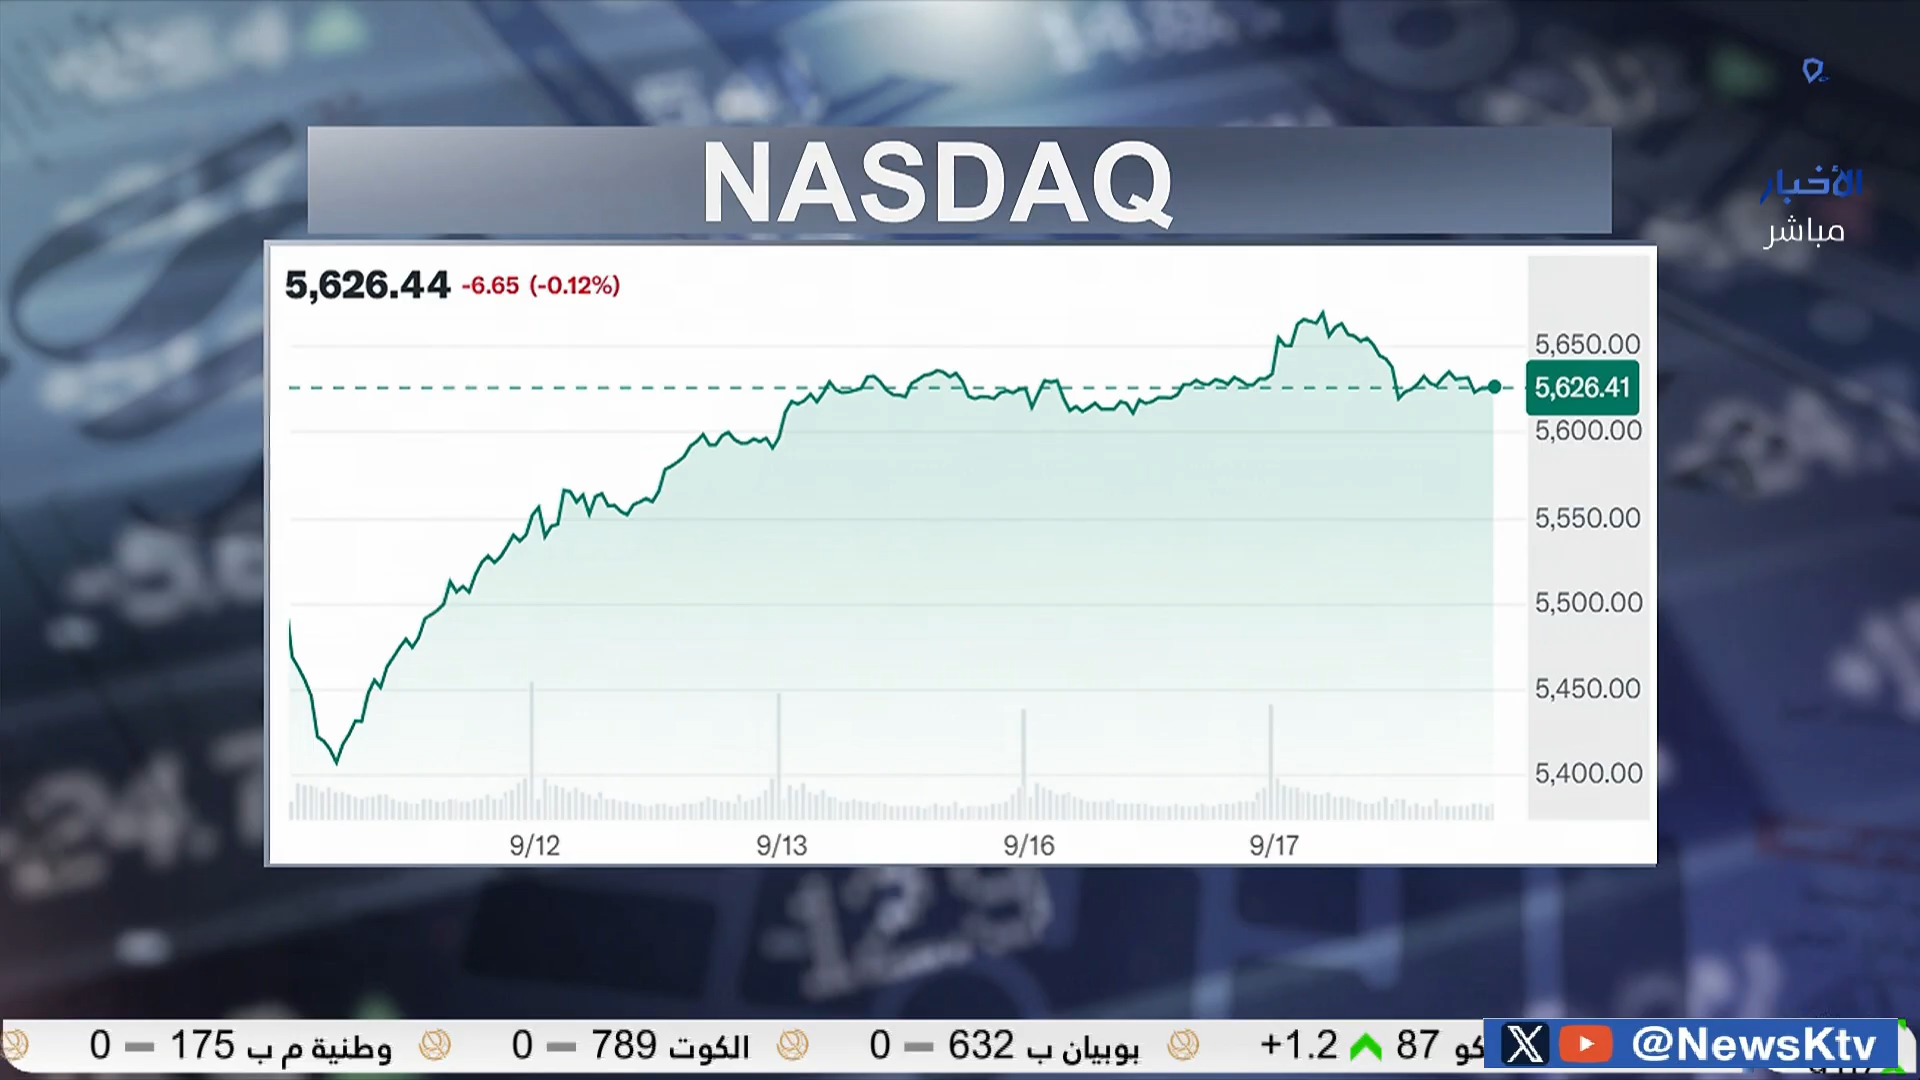 الأخبار
مباشر
NASDAQ
5,626.44 -6.65 (-0.12%)
5,650.00
5,626.41
5,600.00
5,550.00
5,500.00
5,450.00
5,400.00
9/12 9/13 9/16 9/17
@NewsKtv
87 +1.2
بوبيان ب 632 0
الكوت 789 0
وطنية م ب 175 0